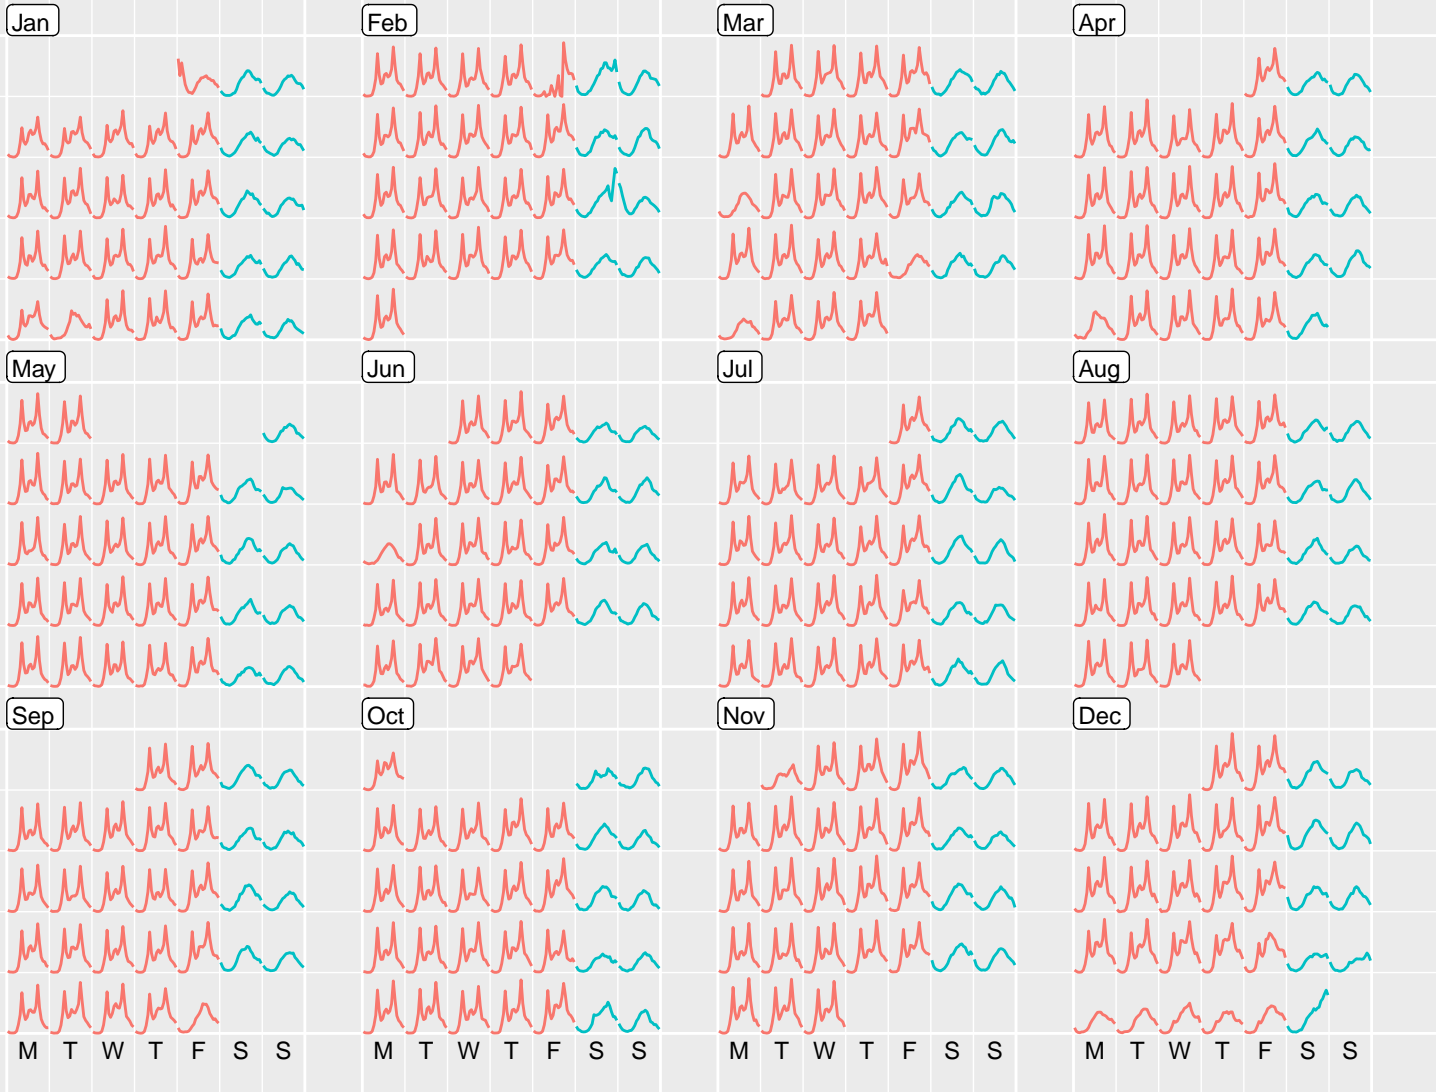 Jan Feb Mar Apr
May Jun Jul Aug
Sep Oct Nov Dec
M T W T F S S M T W T F S S M T W T F S S M T W T F S S